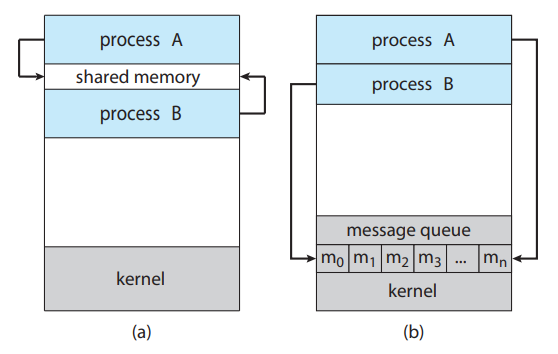 process A
shared memory
process B
kernel
(a)
process A
process B
message queue
m0 m1 m2 m3 ... mn
kernel
(b)